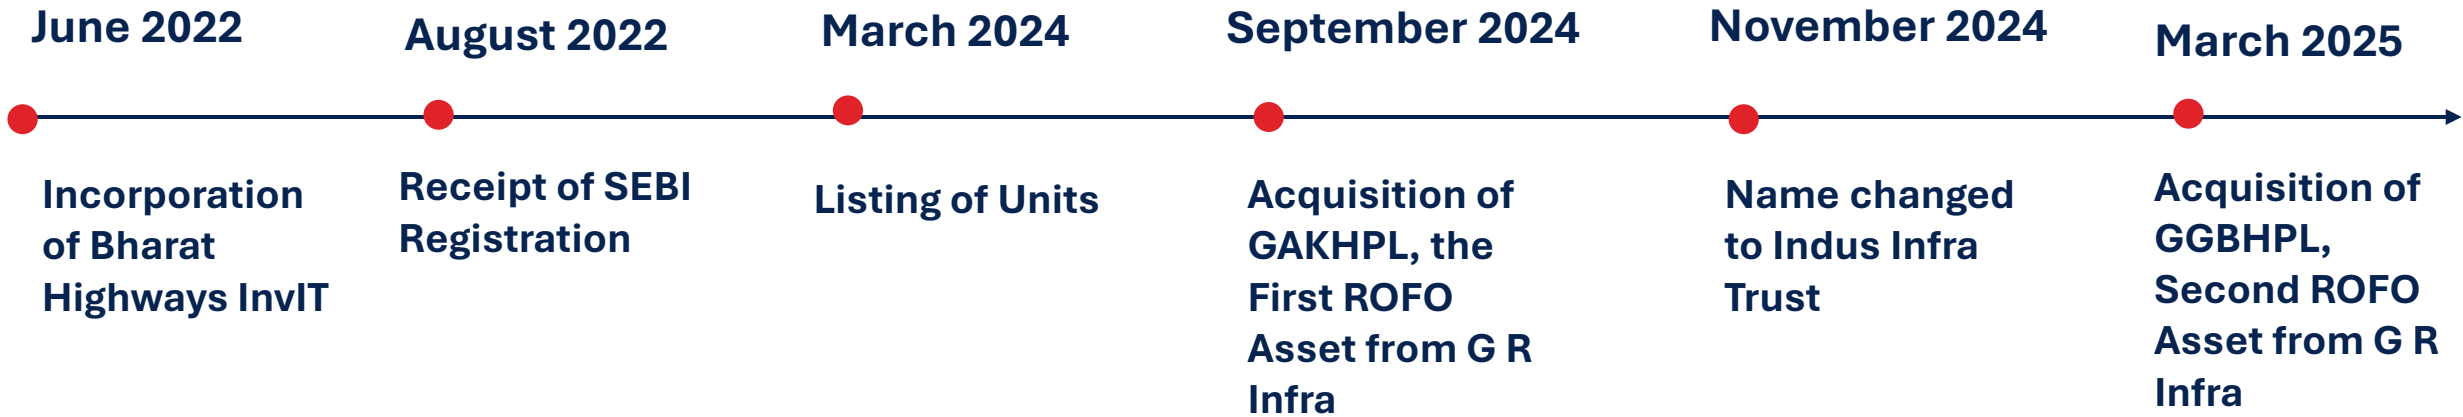 June 2022
August 2022
March 2024
September 2024
November 2024
March 2025
Incorporation
of Bharat
Highways InvIT
Receipt of SEBI
Registration
Listing of Units
Acquisition of
GAKHPL, the
First ROFO
Asset from G R
Infra
Name changed
to Indus Infra
Trust
Acquisition of
GGBHPL,
Second ROFO
Asset from G R
Infra